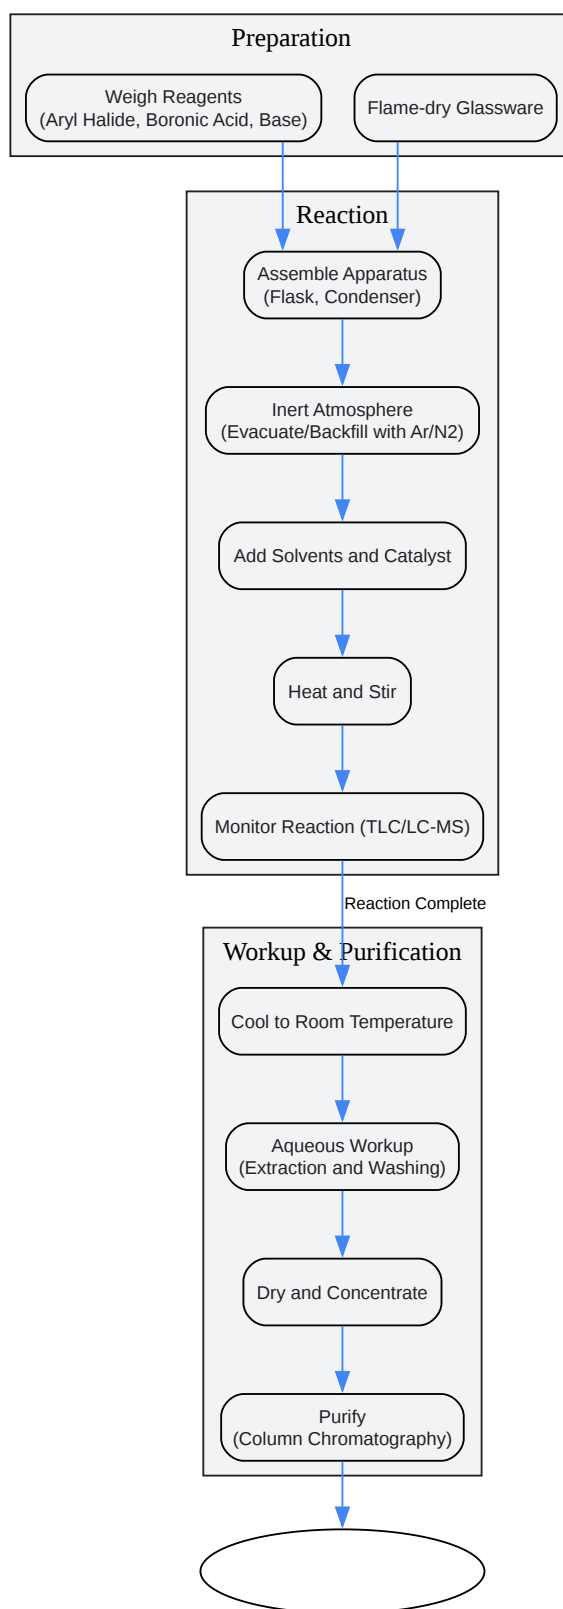 Preparation
Weigh Reagents
(Aryl Halide, Boronic Acid, Base)
Flame-dry Glassware
Reaction
Assemble Apparatus
(Flask, Condenser)
Inert Atmosphere
(Evacuate/Backfill with Ar/N2)
Add Solvents and Catalyst
Heat and Stir
Monitor Reaction (TLC/LC-MS)
Reaction Complete
Workup & Purification
Cool to Room Temperature
Aqueous Workup
(Extraction and Washing)
Dry and Concentrate
Purify
(Column Chromatography)